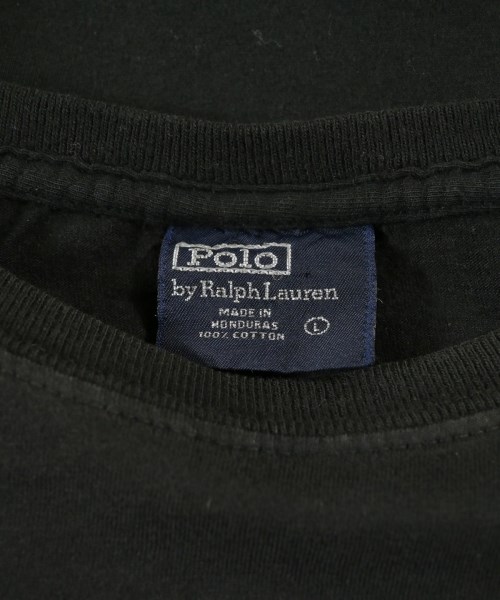 Polo
by Ralph Lauren
MADE IN
HONDURAS
100% COTTON
L